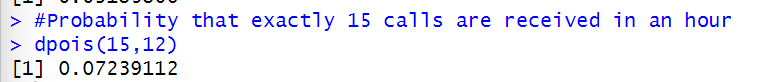 > #Probability that exactly 15 calls are received in an hour
> dpois(15,12)
[1] 0.07239112